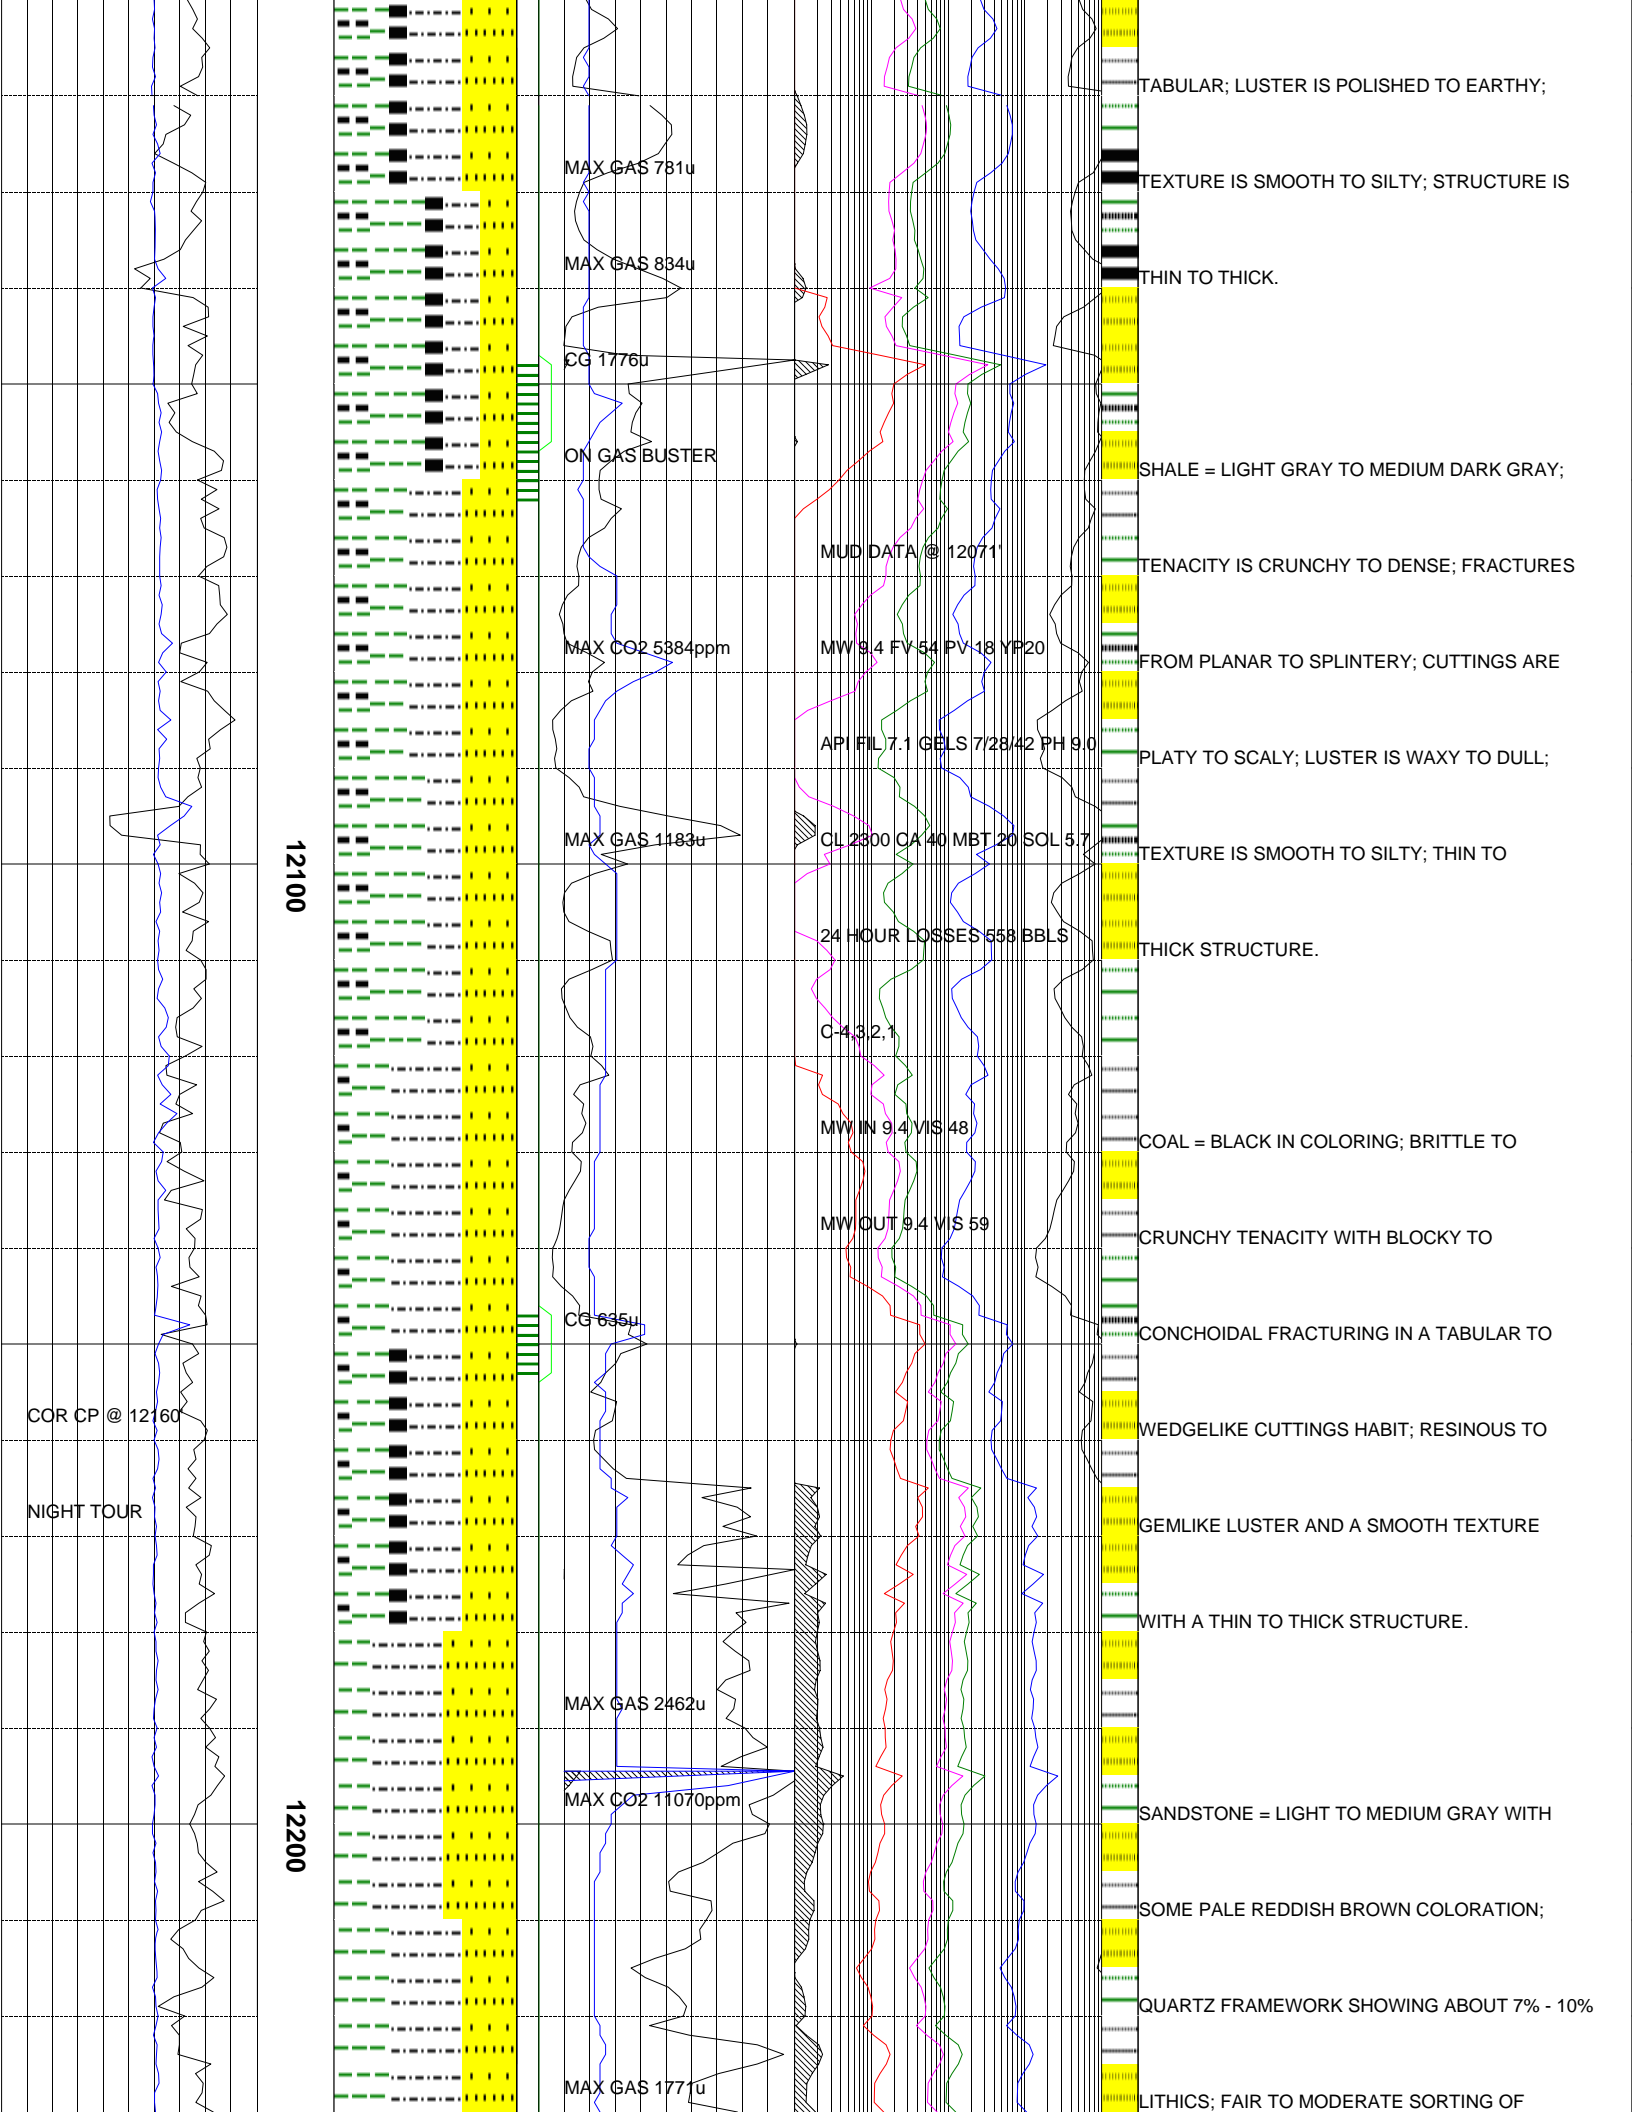 TABULAR; LUSTER IS POLISHED TO EARTHY;
MAX GAS 781u
TEXTURE IS SMOOTH TO SILTY; STRUCTURE IS
MAX GAS 834u
THIN TO THICK.
CG 1776u
ON GAS BUSTER
SHALE = LIGHT GRAY TO MEDIUM DARK GRAY;
MUD DATA @ 12071'
TENACITY IS CRUNCHY TO DENSE; FRACTURES
MAX CO2 5384ppm
MW 9.4 FV 54 PV 18 YP20
FROM PLANAR TO SPLINTERY; CUTTINGS ARE
API FIL 7.1 GELS 7/28/42 PH 9.0
PLATY TO SCALY; LUSTER IS WAXY TO DULL;
MAX GAS 1183u
CL 2300 CA 40 MBT 20 SOL 5.7
TEXTURE IS SMOOTH TO SILTY; THIN TO
12100
24 HOUR LOSSES 558 BBLS
THICK STRUCTURE.
C-4,3,2,1
MW IN 9.4 VIS 48
COAL = BLACK IN COLORING; BRITTLE TO
MW OUT 9.4 VIS 59
CRUNCHY TENACITY WITH BLOCKY TO
CG 635u
CONCHOIDAL FRACTURING IN A TABULAR TO
COR CP @ 12160'
WEDGELIKE CUTTINGS HABIT; RESINOUS TO
NIGHT TOUR
GEMLIKE LUSTER AND A SMOOTH TEXTURE
WITH A THIN TO THICK STRUCTURE.
MAX GAS 2462u
MAX CO2 11070ppm
SANDSTONE = LIGHT TO MEDIUM GRAY WITH
12200
SOME PALE REDDISH BROWN COLORATION;
QUARTZ FRAMEWORK SHOWING ABOUT 7% - 10%
MAX GAS 1771u
LITHICS; FAIR TO MODERATE SORTING OF